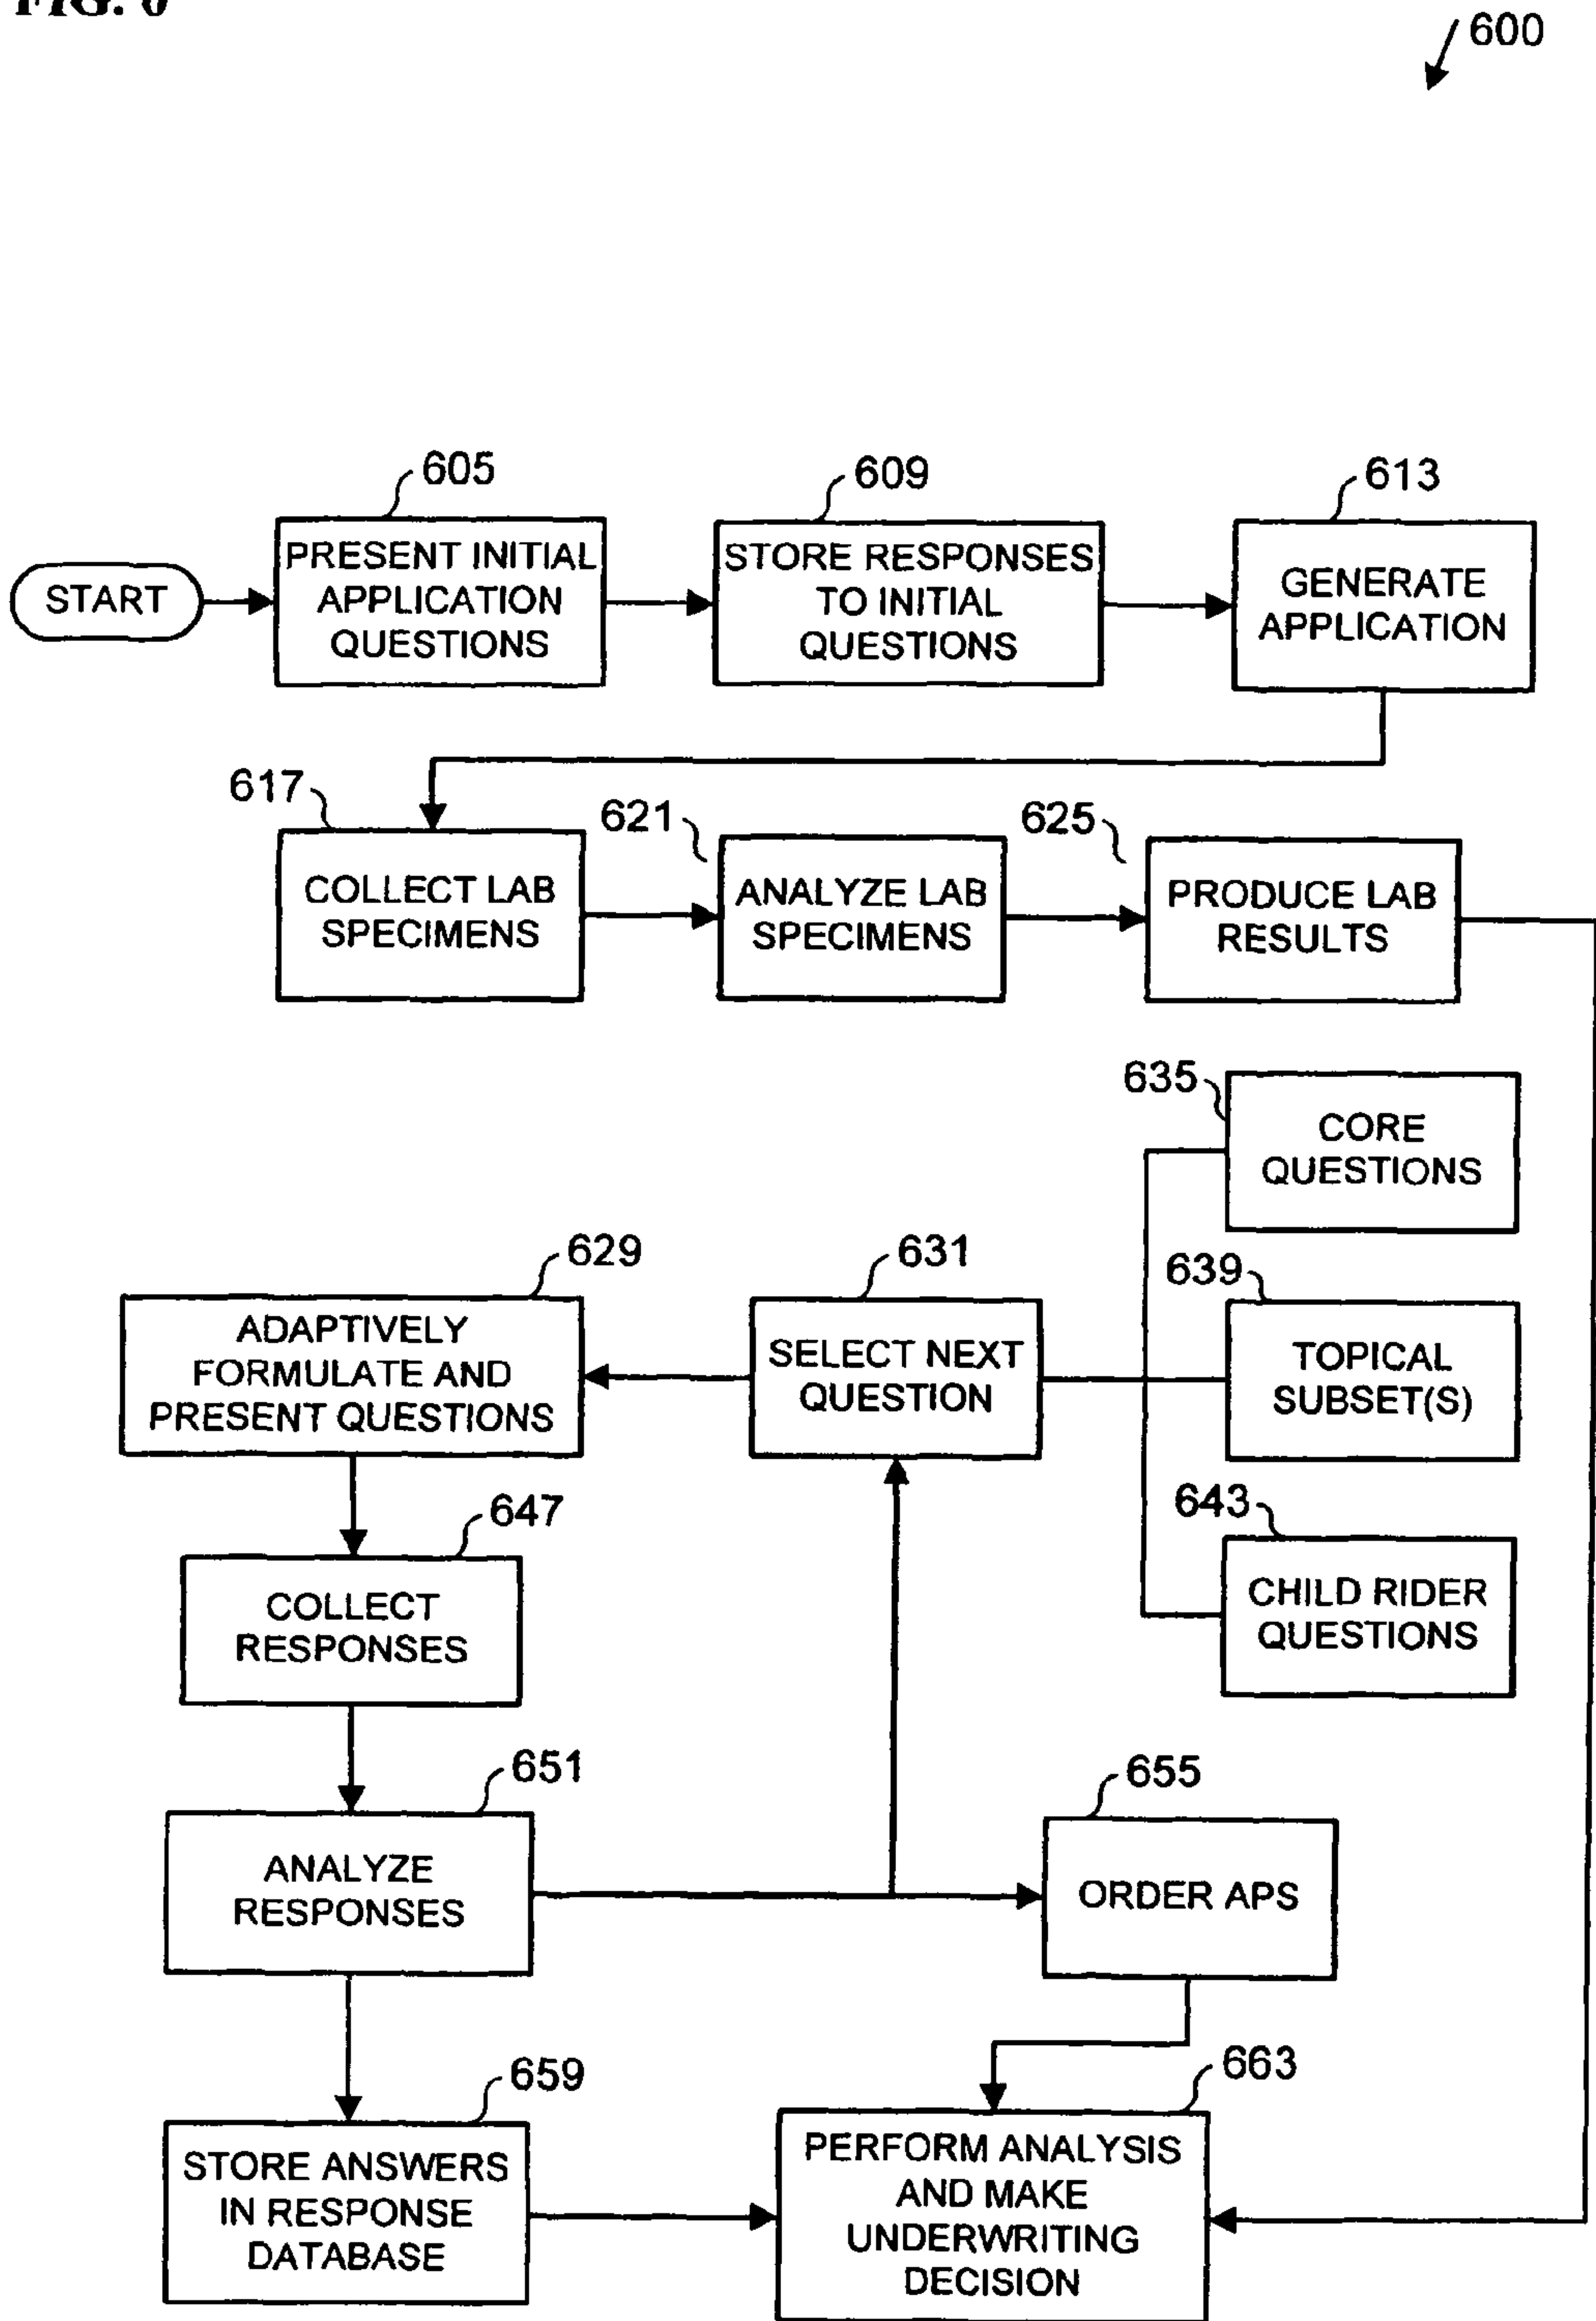 FIG. 6
600
605
609
613
START
PRESENT INITIAL
APPLICATION
QUESTIONS
STORE RESPONSES
TO INITIAL
QUESTIONS
GENERATE
APPLICATION
617
621
625
COLLECT LAB
SPECIMENS
ANALYZE LAB
SPECIMENS
PRODUCE LAB
RESULTS
635
CORE
QUESTIONS
629
631
639
ADAPTIVELY
FORMULATE AND
PRESENT QUESTIONS
SELECT NEXT
QUESTION
TOPICAL
SUBSET(S)
647
643
COLLECT
RESPONSES
CHILD RIDER
QUESTIONS
651
655
ANALYZE
RESPONSES
ORDER APS
659
663
STORE ANSWERS
IN RESPONSE
DATABASE
PERFORM ANALYSIS
AND MAKE
UNDERWRITING
DECISION